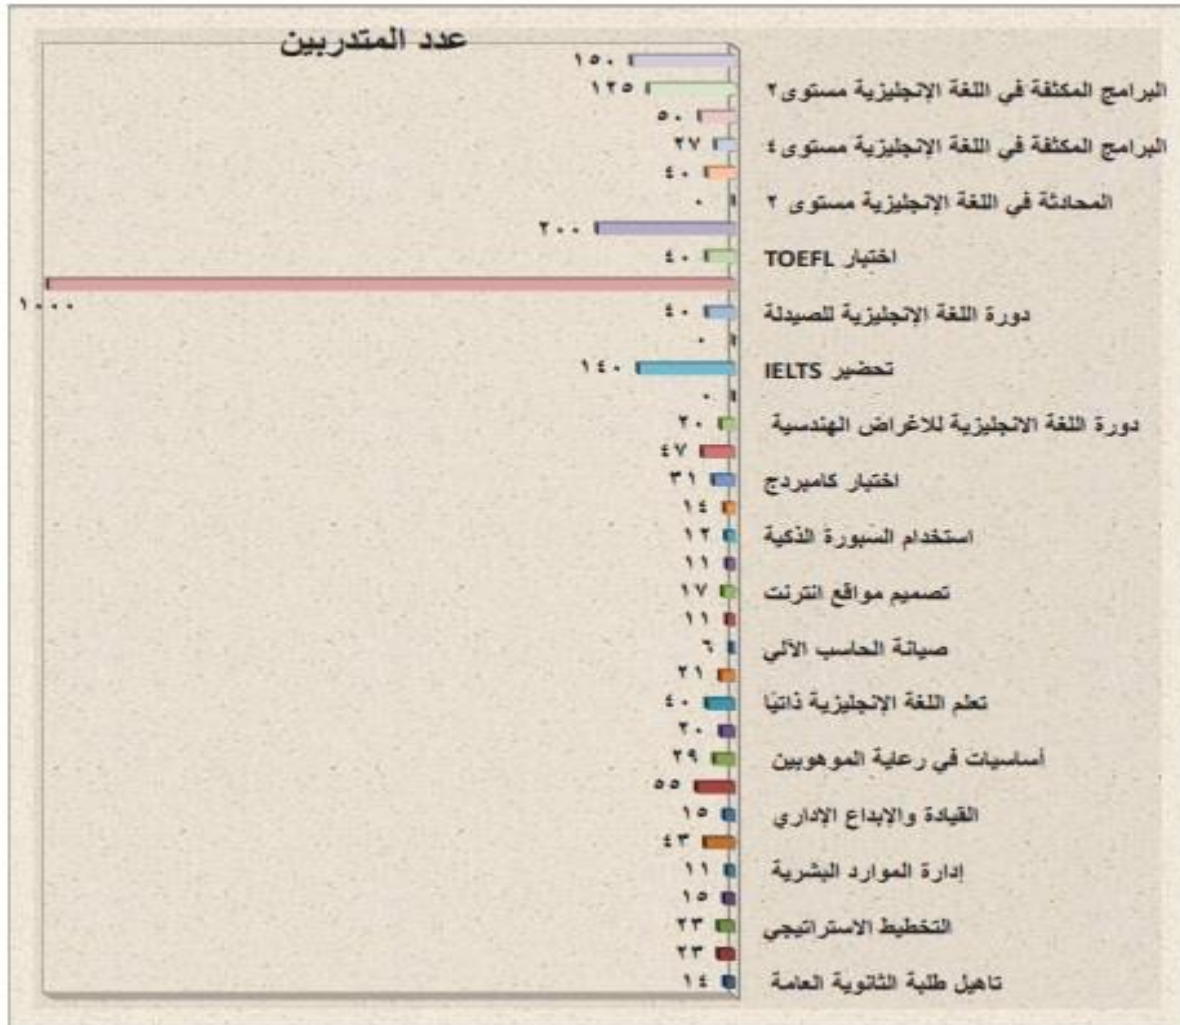 عدد المتدربين
١٥٠
البرامج المكثفة في اللغة الإنجليزية مستوى٢ ١٢٥
٥٠
البرامج المكثفة في اللغة الإنجليزية مستوى٤ ٢٧
٤٠
المحادثة في اللغة الإنجليزية مستوى ٢ ٠
٢٠٠
اختبار TOEFL ٤٠
١٠٠٠
دورة اللغة الإنجليزية للصيدلة ٤٠
٠
تحضير IELTS ١٤٠
٠
دورة اللغة الانجليزية للاغراض الهندسية ٢٠
٤٧
اختبار كامبردج ٣١
١٤
استخدام السبورة الذكية ١٢
١١
تصميم مواقع انترنت ١٧
١١
صيانة الحاسب الآلي ٦
٢١
تعلم اللغة الإنجليزية ذاتيًا ٤٠
٢٠
أساسيات في رعاية الموهوبين ٢٩
٥٥
القيادة والإبداع الإداري ١٥
٤٣
إدارة الموارد البشرية ١١
١٥
التخطيط الاستراتيجي ٢٣
٢�
تاهيل طلبة الثانوية العامة ١٤